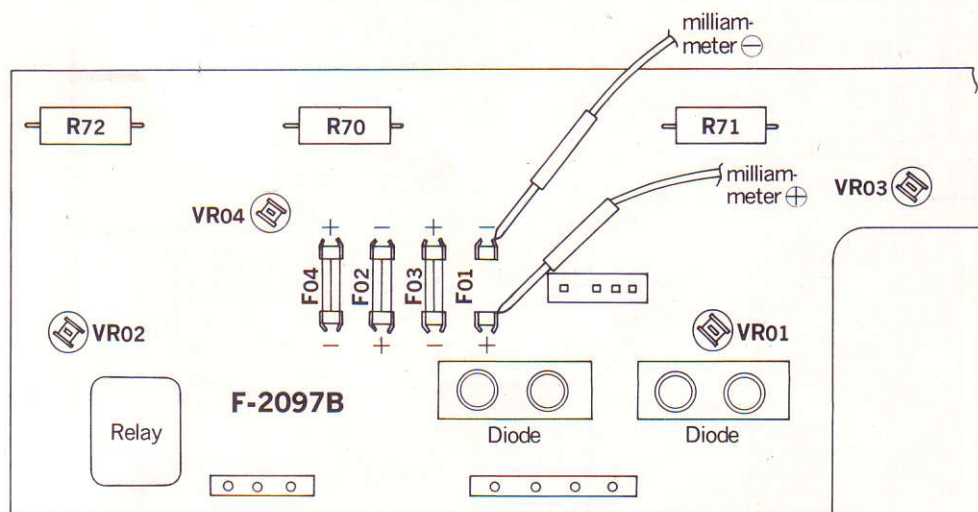 milliam-
meter ⊖
R72
R70
R71
milliam-
meter ⊕
VR03
VR04
+ − + −
F04 F02 F03 F01
VR02
VR01
− + − +
F-2097B
Relay
Diode
Diode